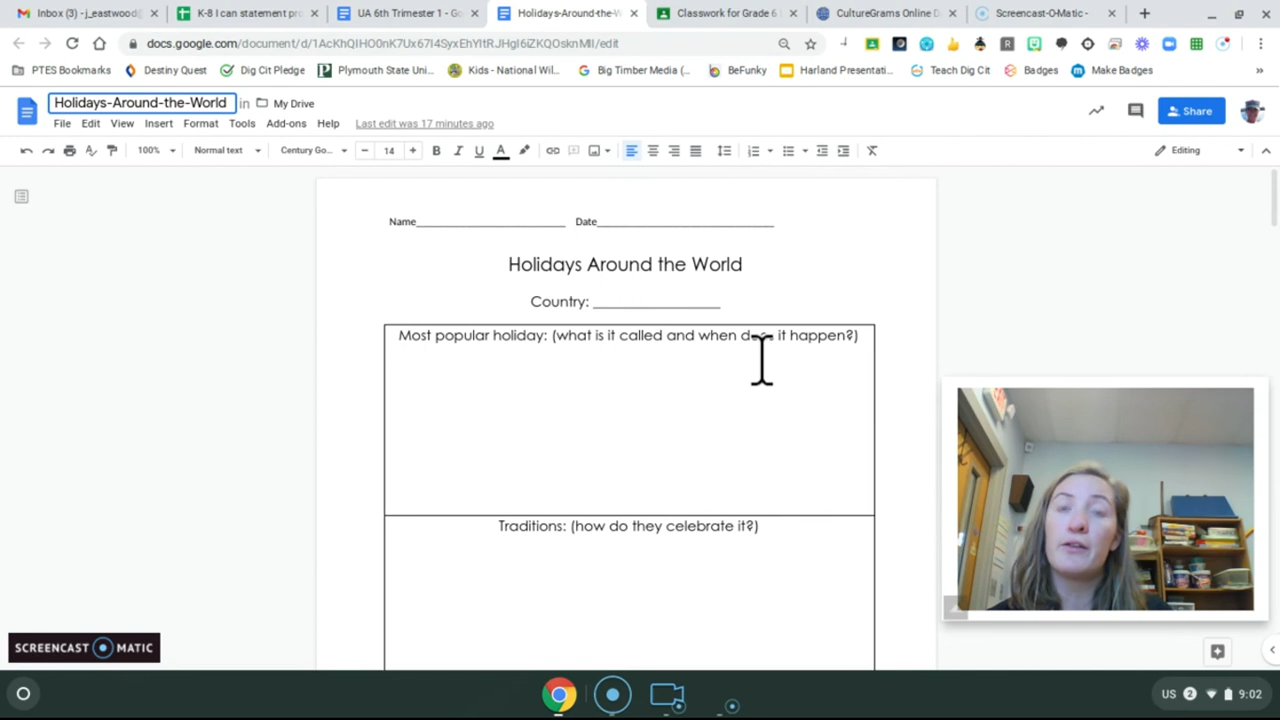 Inbox (3) - j_eastwood@
K-8 I can statement pro
UA 6th Trimester 1 - Go
Holidays-Around-the-W
Classwork for Grade 6
CultureGrams Online D
Screencast-O-Matic -
docs.google.com/document/d/1AcKhQIHO0nK7Ux67I4SyxEhYItRJHgI6iZKQOsknMlI/edit
PTES Bookmarks
Destiny Quest
Dig Cit Pledge
Plymouth State Uni...
Kids - National Wil...
Big Timber Media (...
BeFunky
Harland Presentati...
Teach Dig Cit
Badges
Make Badges
Holidays-Around-the-World in My Drive
File Edit View Insert Format Tools Add-ons Help Last edit was 17 minutes ago
Share
100% Normal text Century Go... 14 B I U A Editing
Name Date
Holidays Around the World
Country:
Most popular holiday: (what is it called and when it happen?)
Traditions: (how do they celebrate it?)
SCREENCAST MATIC
US 2 9:02